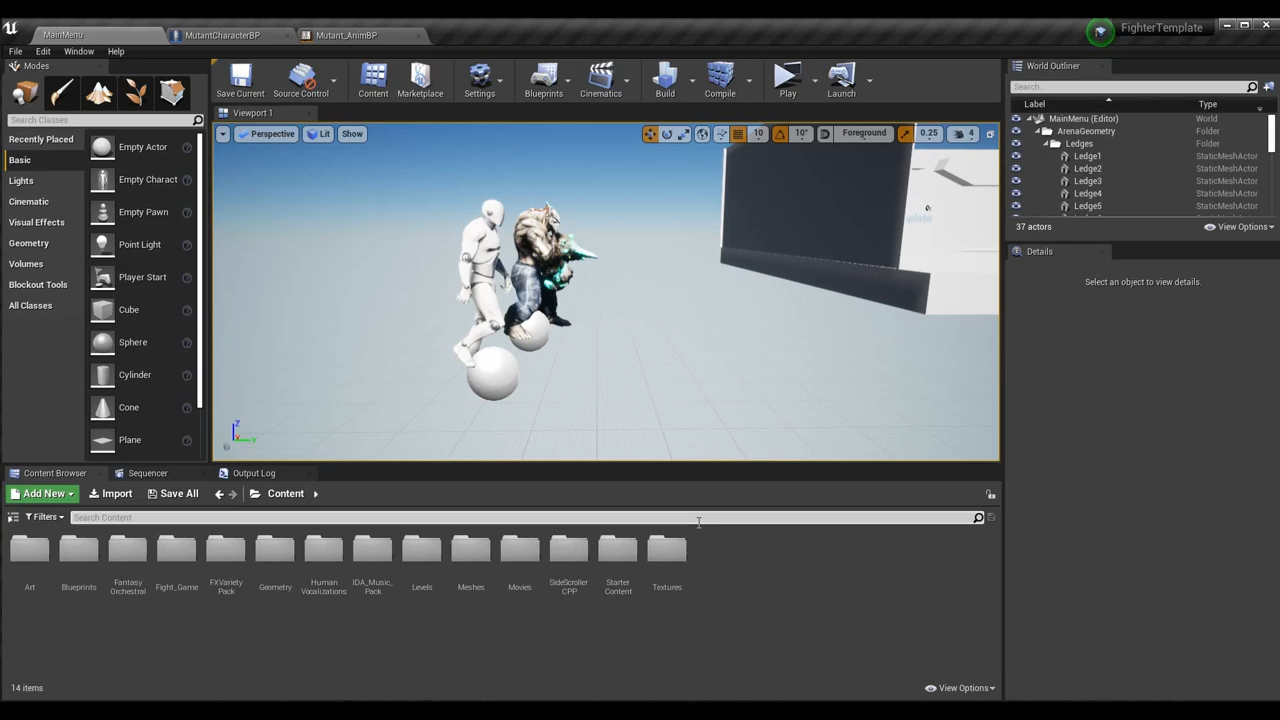 MainMenu
MutantCharacterBP
Mutant_AnimBP
FighterTemplate
File Edit Window Help
Modes
Search Classes
Recently Placed
Basic
Lights
Cinematic
Visual Effects
Geometry
Volumes
Blockout Tools
All Classes
Empty Actor
Empty Charact
Empty Pawn
Point Light
Player Start
Cube
Sphere
Cylinder
Cone
Plane
Save Current
Source Control
Content
Marketplace
Settings
Blueprints
Cinematics
Build
Compile
Play
Launch
Viewport 1
Perspective Lit Show
10 10° Foreground 0.25 4
plate
Z
World Outliner
Search...
Label Type
MainMenu (Editor) World
ArenaGeometry Folder
Ledges Folder
Ledge1 StaticMeshActor
Ledge2 StaticMeshActor
Ledge3 StaticMeshActor
Ledge4 StaticMeshActor
Ledge5 StaticMeshActor
37 actors
View Options
Details
Select an object to view details.
Content Browser
Sequencer
Output Log
Add New Import Save All Content
Filters Search Content
Art
Blueprints
Fantasy
Orchestral
Fight_Game
FXVariety
Pack
Geometry
Human
Vocalizations
IDA_Music_
Pack
Levels
Meshes
Movies
SideScroller
CPP
Starter
Content
Textures
14 items
View Options